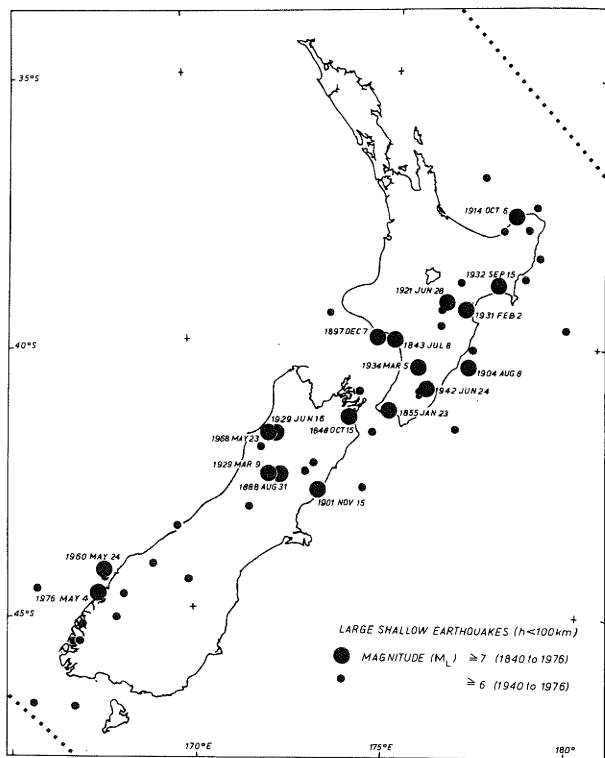 35°S
1914 OCT 6
1932 SEP 15
1921 JUN 28
1931 FEB 2
1897 DEC 7
1843 JUL 8
40°S
1934 MAR 5
1904 AUG 8
1942 JUN 24
1855 JAN 23
1929 JUN 16
1848 OCT 15
1968 MAY 23
1929 MAR 9
1888 AUG 31
1901 NOV 15
1960 MAY 24
1976 MAY 4
45°S
LARGE SHALLOW EARTHQUAKES (h<100km)
MAGNITUDE (ML) ≧7 (1840 to 1976)
≧6 (1940 to 1976)
170°E 175°E 180°